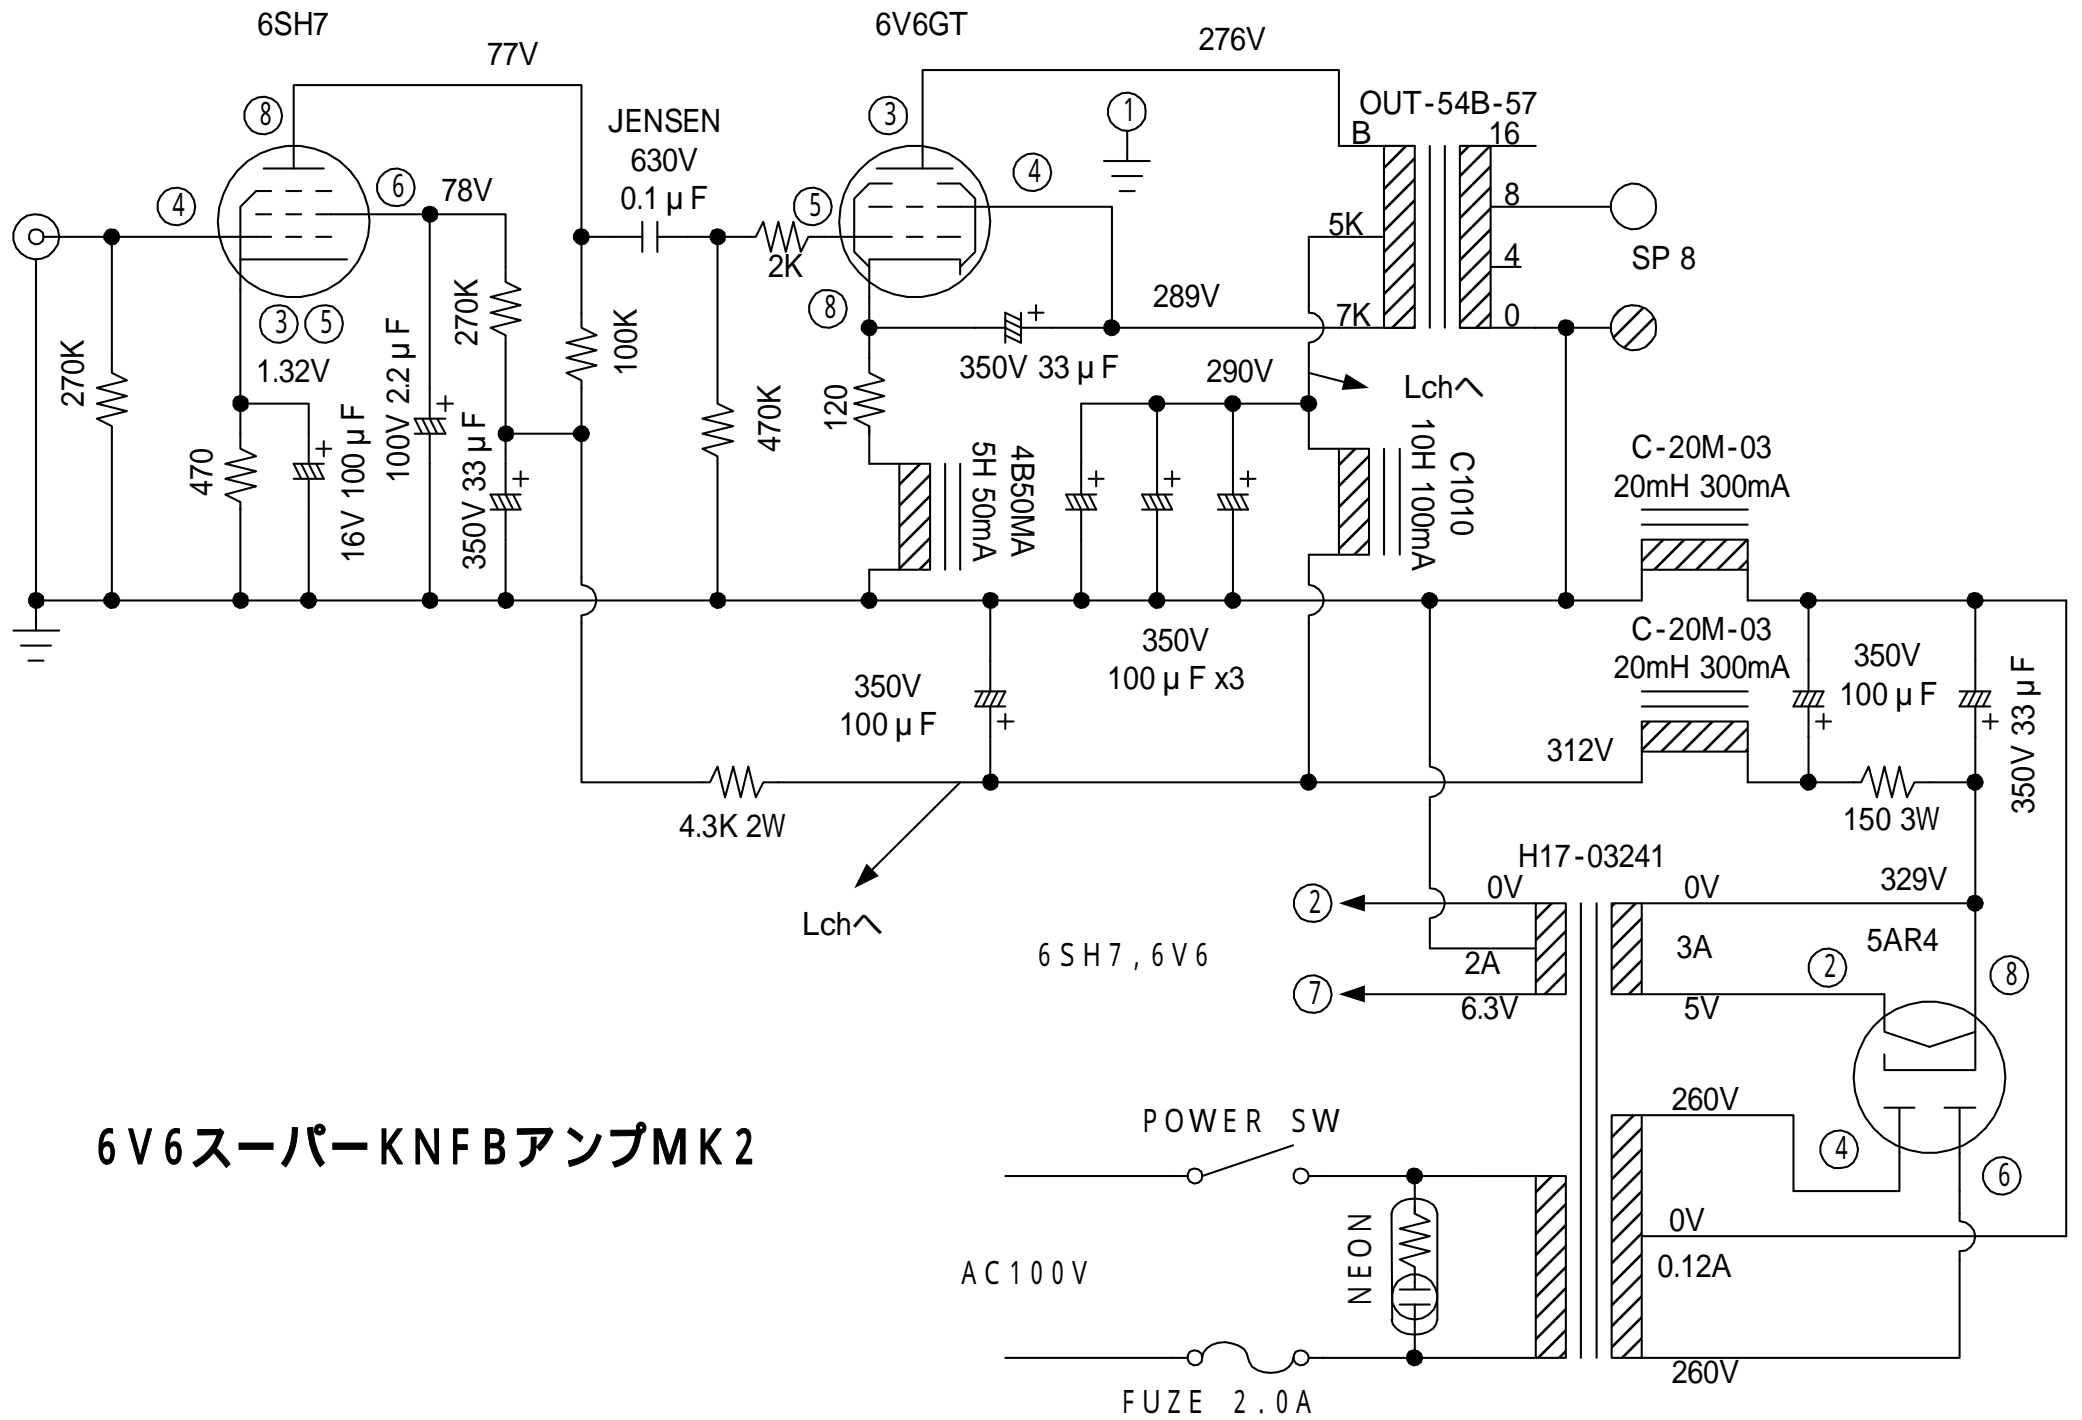 6SH7
77V
6V6GT
276V
8
JENSEN
630V
0.1μF
3
1
OUT-54B-57
B
16
4
6
78V
5
4
8
5K
2K
4
SP 8
3 5
1.32V
8
289V
7K
0
270K
100V 2.2μF
270K
100K
350V 33μF
290V
Lchへ
120
470
16V 100μF
350V 33μF
470K
4B50MA
5H 50mA
C1010
10H 100mA
C-20M-03
20mH 300mA
C-20M-03
20mH 300mA
350V
100μF
350V
100μF x3
350V
100μF
350V 33μF
312V
4.3K 2W
150 3W
Lchへ
H17-03241
2
0V
0V
329V
6SH7,6V6
2A
3A
5AR4
2
8
7
6.3V
5V
260V
4
6
6V6スーパーKNFBアンプMK2
POWER SW
0V
0.12A
AC100V
NEON
260V
FUZE 2.0A